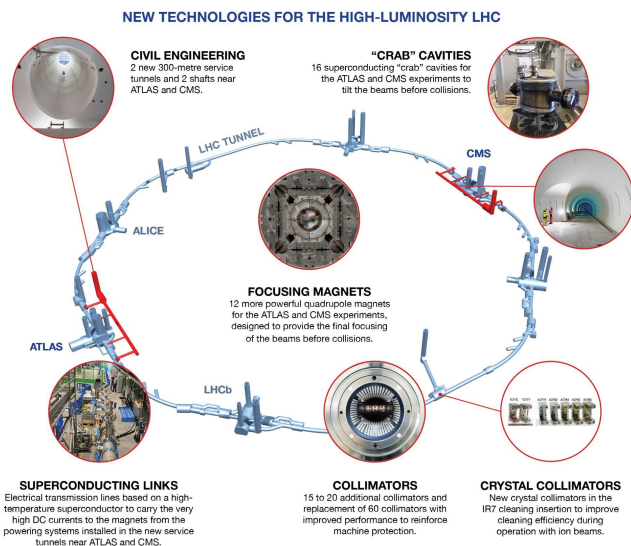 NEW TECHNOLOGIES FOR THE HIGH-LUMINOSITY LHC
CIVIL ENGINEERING
2 new 300-metre service
tunnels and 2 shafts near
ATLAS and CMS.
“CRAB” CAVITIES
16 superconducting “crab” cavities for
the ATLAS and CMS experiments to
tilt the beams before collisions.
LHC TUNNEL
CMS
ALICE
FOCUSING MAGNETS
12 more powerful quadrupole magnets
for the ATLAS and CMS experiments,
designed to provide the final focusing
of the beams before collisions.
ATLAS
LHCb
SUPERCONDUCTING LINKS
Electrical transmission lines based on a high-
temperature superconductor to carry the very
high DC currents to the magnets from the
powering systems installed in the new service
tunnels near ATLAS and CMS.
COLLIMATORS
15 to 20 additional collimators and
replacement of 60 collimators with
improved performance to reinforce
machine protection.
CRYSTAL COLLIMATORS
New crystal collimators in the
IR7 cleaning insertion to improve
cleaning efficiency during
operation with ion beams.